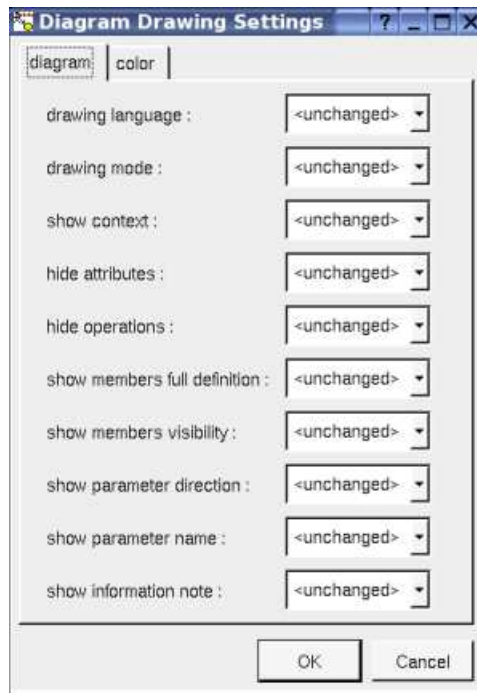 Diagram Drawing Settings ?
diagram color
drawing language : <unchanged>
drawing mode : <unchanged>
show context : <unchanged>
hide attributes : <unchanged>
hide operations : <unchanged>
show members full definition : <unchanged>
show members visibility : <unchanged>
show parameter direction : <unchanged>
show parameter name : <unchanged>
show information note : <unchanged>
OK Cancel